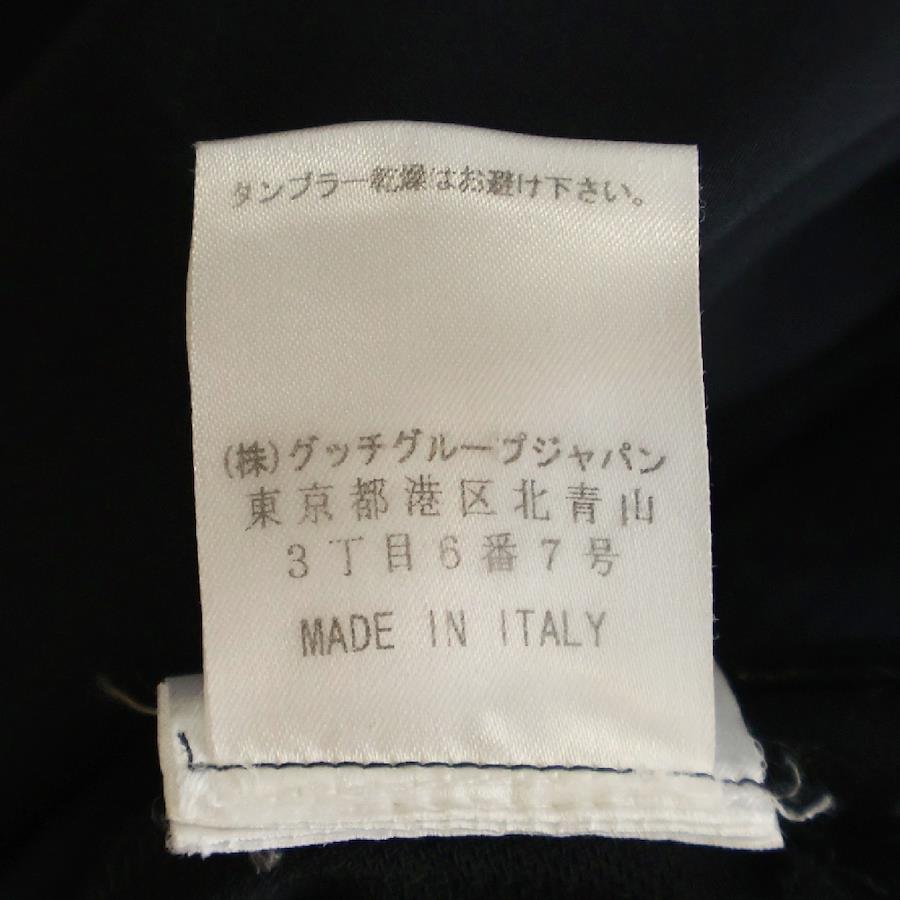 タンブラー乾燥はお避け下さい。
(株)グッチグループジャパン
東京都港区北青山
3丁目6番7号
MADE IN ITALY